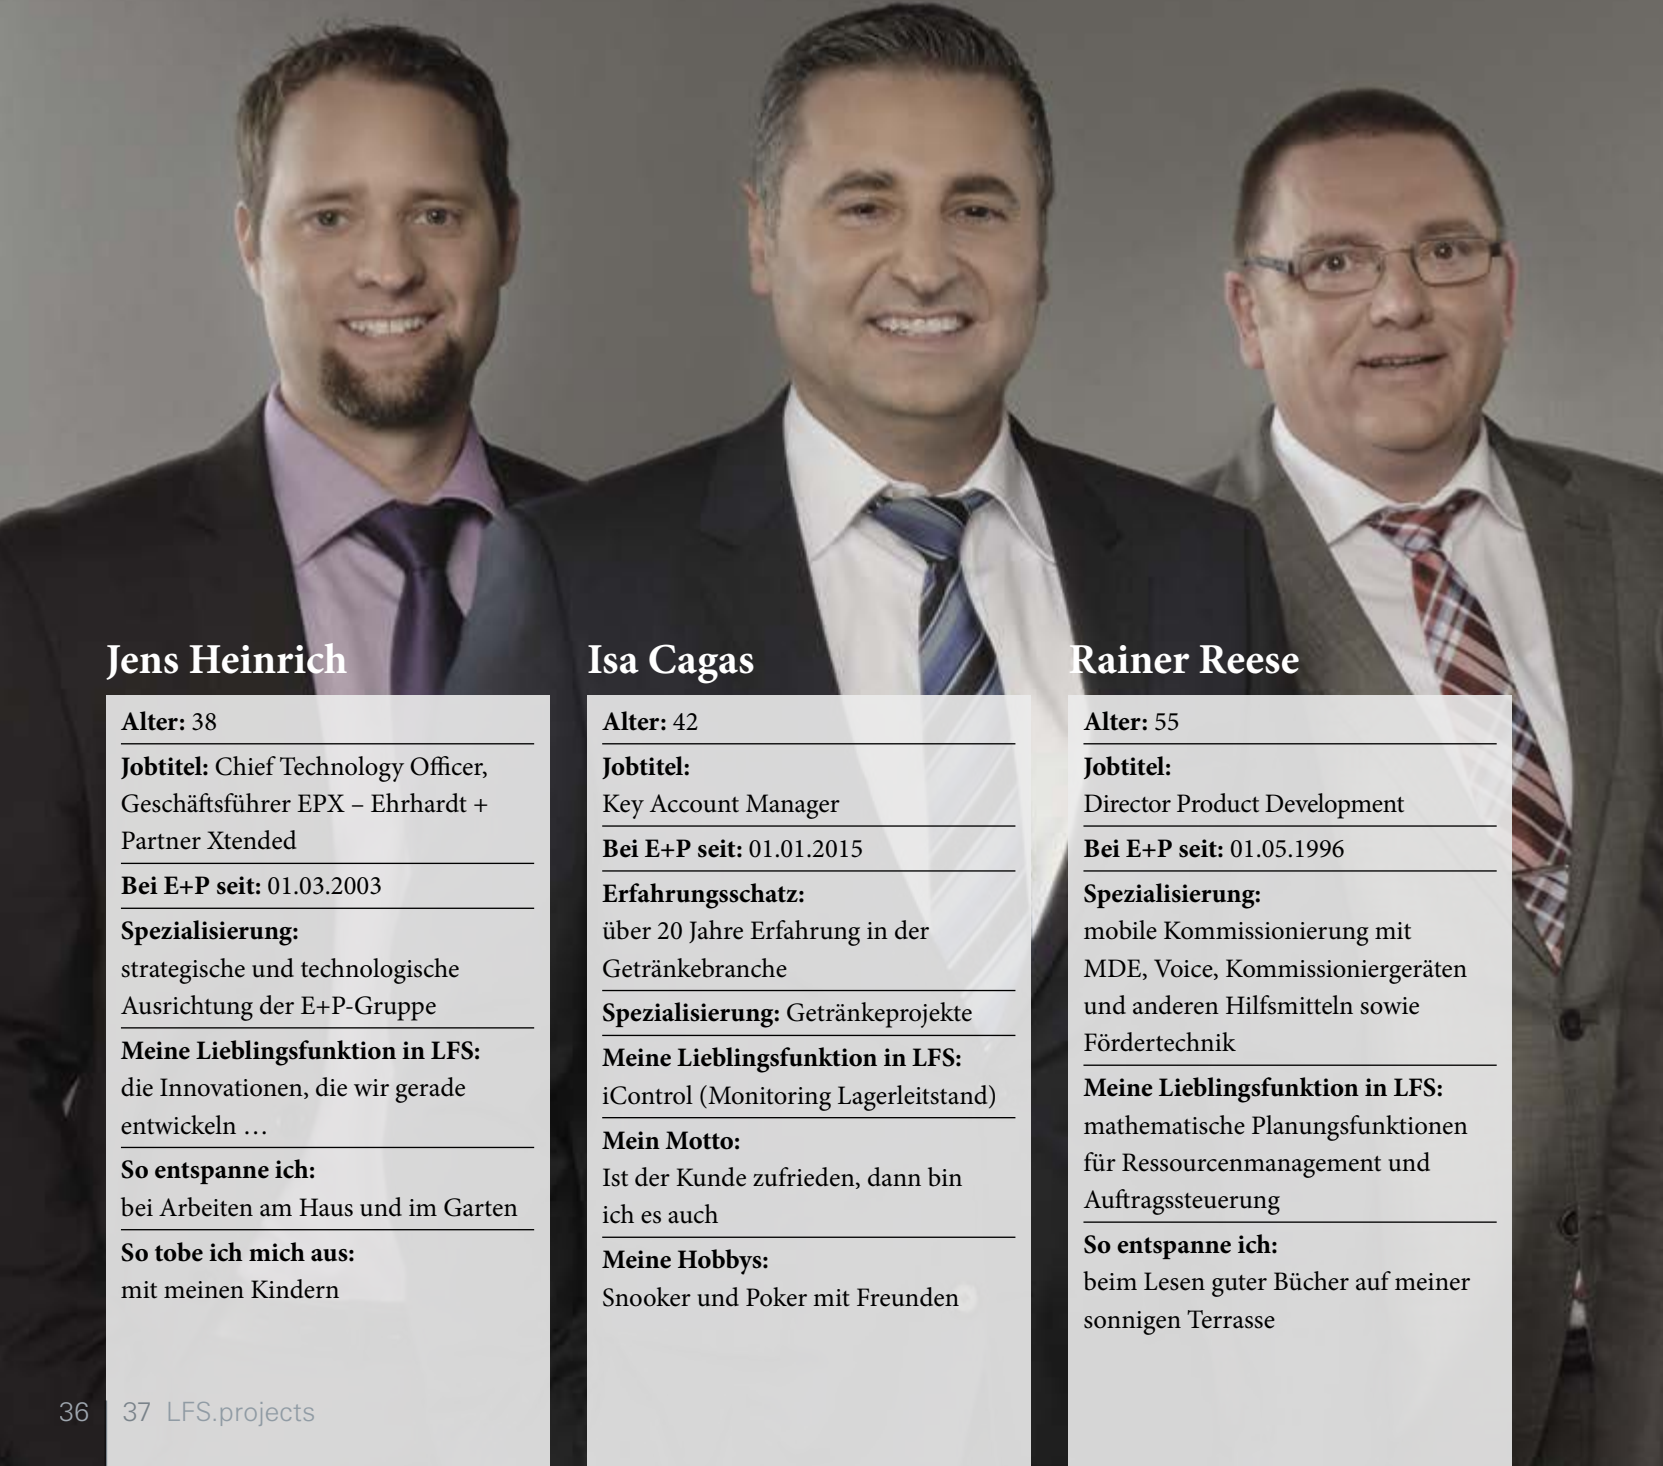 Jens Heinrich
Alter: 38
Jobtitel: Chief Technology Officer,
Geschäftsführer EPX – Ehrhardt +
Partner Xtended
Bei E+P seit: 01.03.2003
Spezialisierung:
strategische und technologische
Ausrichtung der E+P-Gruppe
Meine Lieblingsfunktion in LFS:
die Innovationen, die wir gerade
entwickeln …
So entspanne ich:
bei Arbeiten am Haus und im Garten
So tobe ich mich aus:
mit meinen Kindern
Isa Cagas
Alter: 42
Jobtitel:
Key Account Manager
Bei E+P seit: 01.01.2015
Erfahrungsschatz:
über 20 Jahre Erfahrung in der
Getränkebranche
Spezialisierung: Getränkeprojekte
Meine Lieblingsfunktion in LFS:
iControl (Monitoring Lagerleitstand)
Mein Motto:
Ist der Kunde zufrieden, dann bin
ich es auch
Meine Hobbys:
Snooker und Poker mit Freunden
Rainer Reese
Alter: 55
Jobtitel:
Director Product Development
Bei E+P seit: 01.05.1996
Spezialisierung:
mobile Kommissionierung mit
MDE, Voice, Kommissioniergeräten
und anderen Hilfsmitteln sowie
Fördertechnik
Meine Lieblingsfunktion in LFS:
mathematische Planungsfunktionen
für Ressourcenmanagement und
Auftragssteuerung
So entspanne ich:
beim Lesen guter Bücher auf meiner
sonnigen Terrasse
36 | 37 LFS.projects